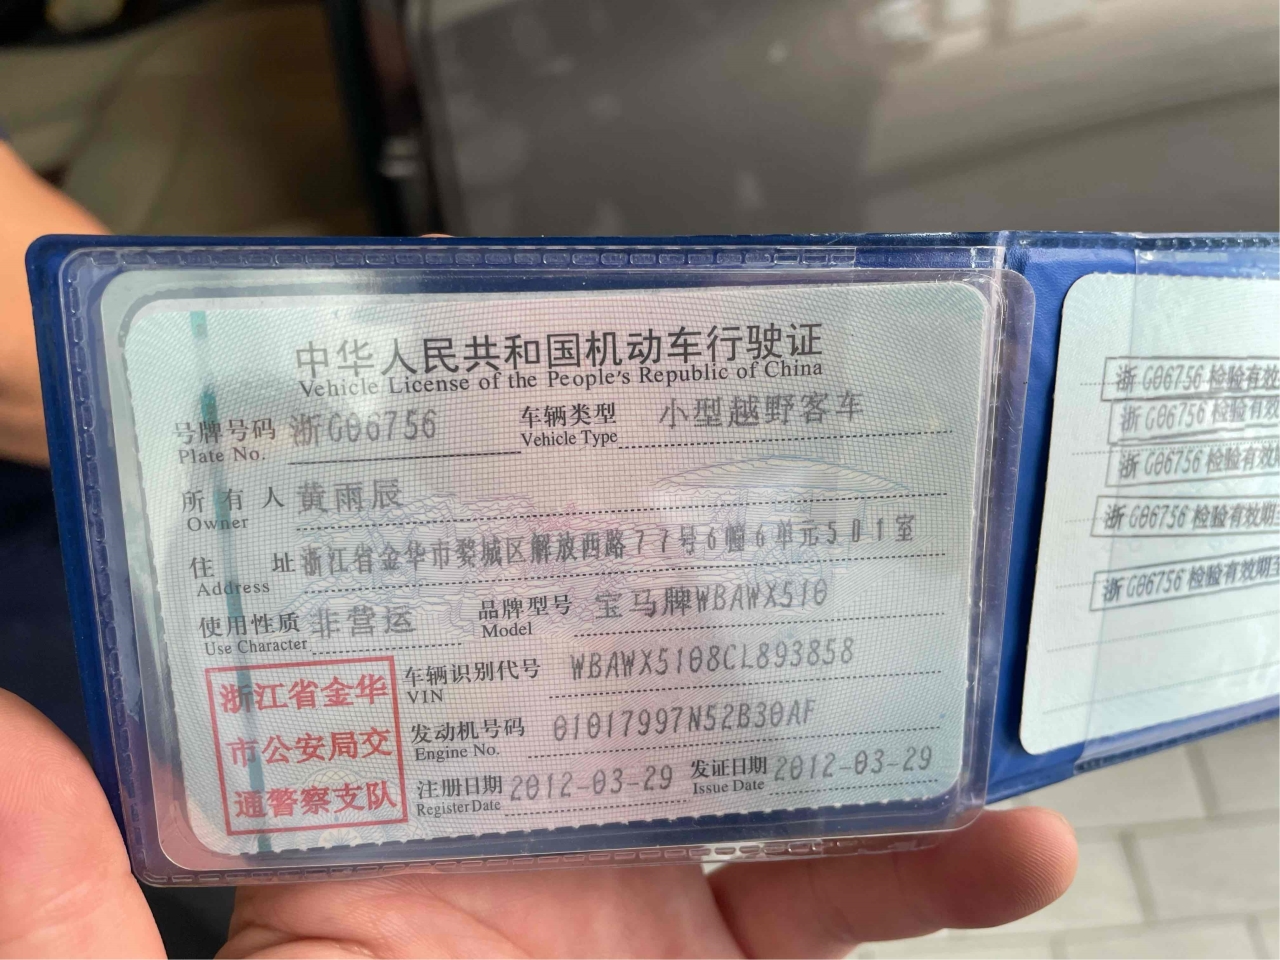 中华人民共和国机动车行驶证
Vehicle License of the People's Republic of China
号牌号码 浙G06756 车辆类型 小型越野客车
Plate No. Vehicle Type
所有人 黄雨辰
Owner
住址 浙江省金华市婺城区解放西路77号6幢6单元501室
Address
使用性质 非营运 品牌型号 宝马牌WBAWX510
Use Character Model
车辆识别代号 WBAWX5108CL893858
VIN
发动机号码 01017997N52B30AF
Engine No.
注册日期 2012-03-29 发证日期 2012-03-29
Register Date Issue Date
浙江省金华
市公安局交
通警察支队
浙G06756检验有效
浙G06756检验有效
浙G06756检验有效
浙G06756检验有效期
浙G06756检验有效期至